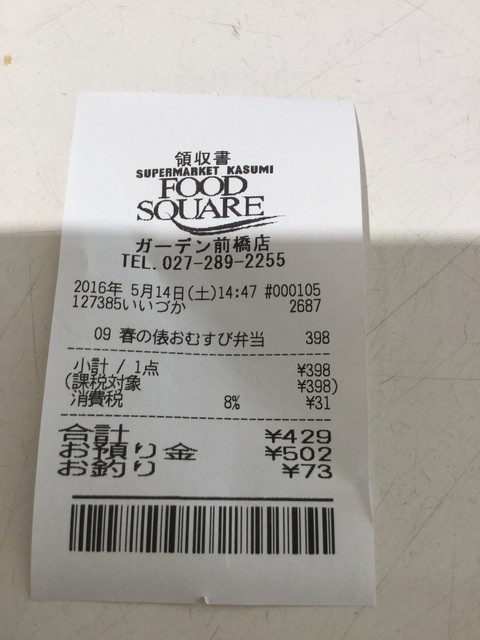 領収書
SUPERMARKET KASUMI
FOOD
SQUARE
ガーデン前橋店
TEL. 027-289-2255
2016年 5月14日(土)14:47 #000105
127385いいづか 2687
09 春の俵おむすび弁当 398
小計 / 1点 ¥398
(課税対象 ¥398)
消費税 8% ¥31
合計 ¥429
お預り金 ¥502
お釣り ¥73